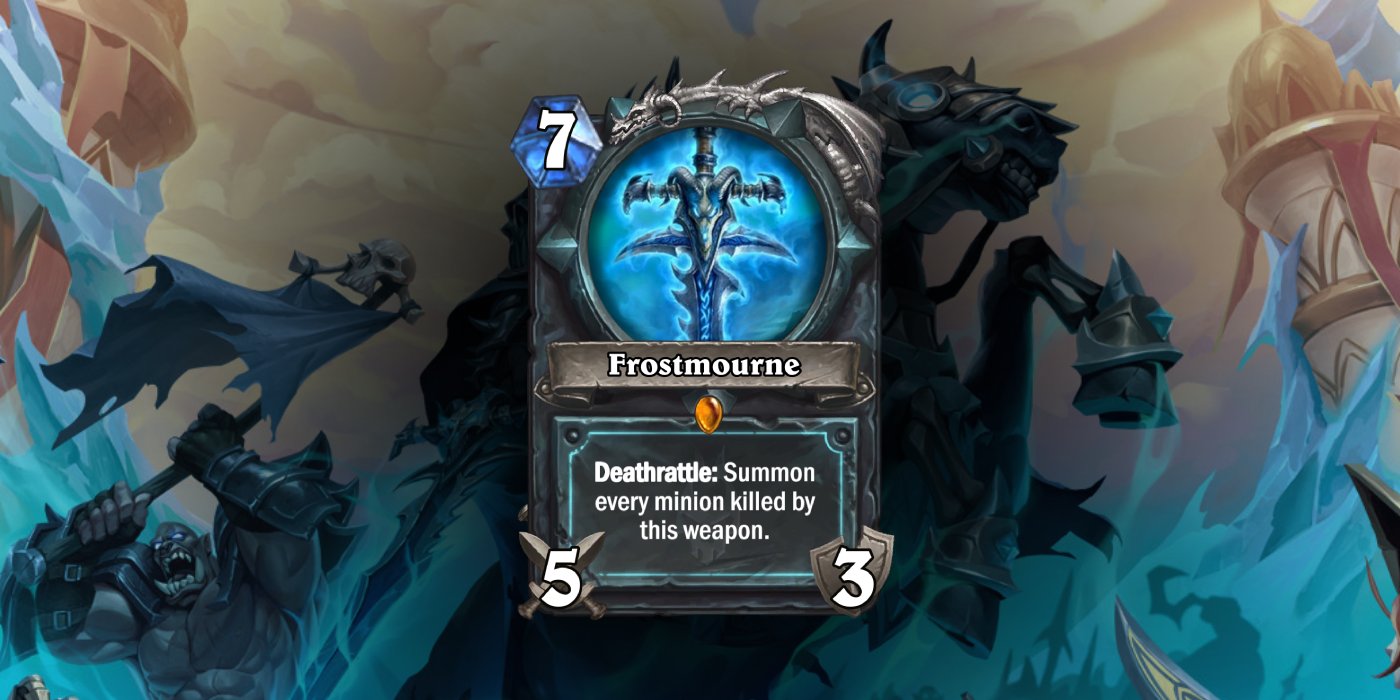 7
Frostmourne
Deathrattle: Summon
every minion killed by
this weapon.
5 3